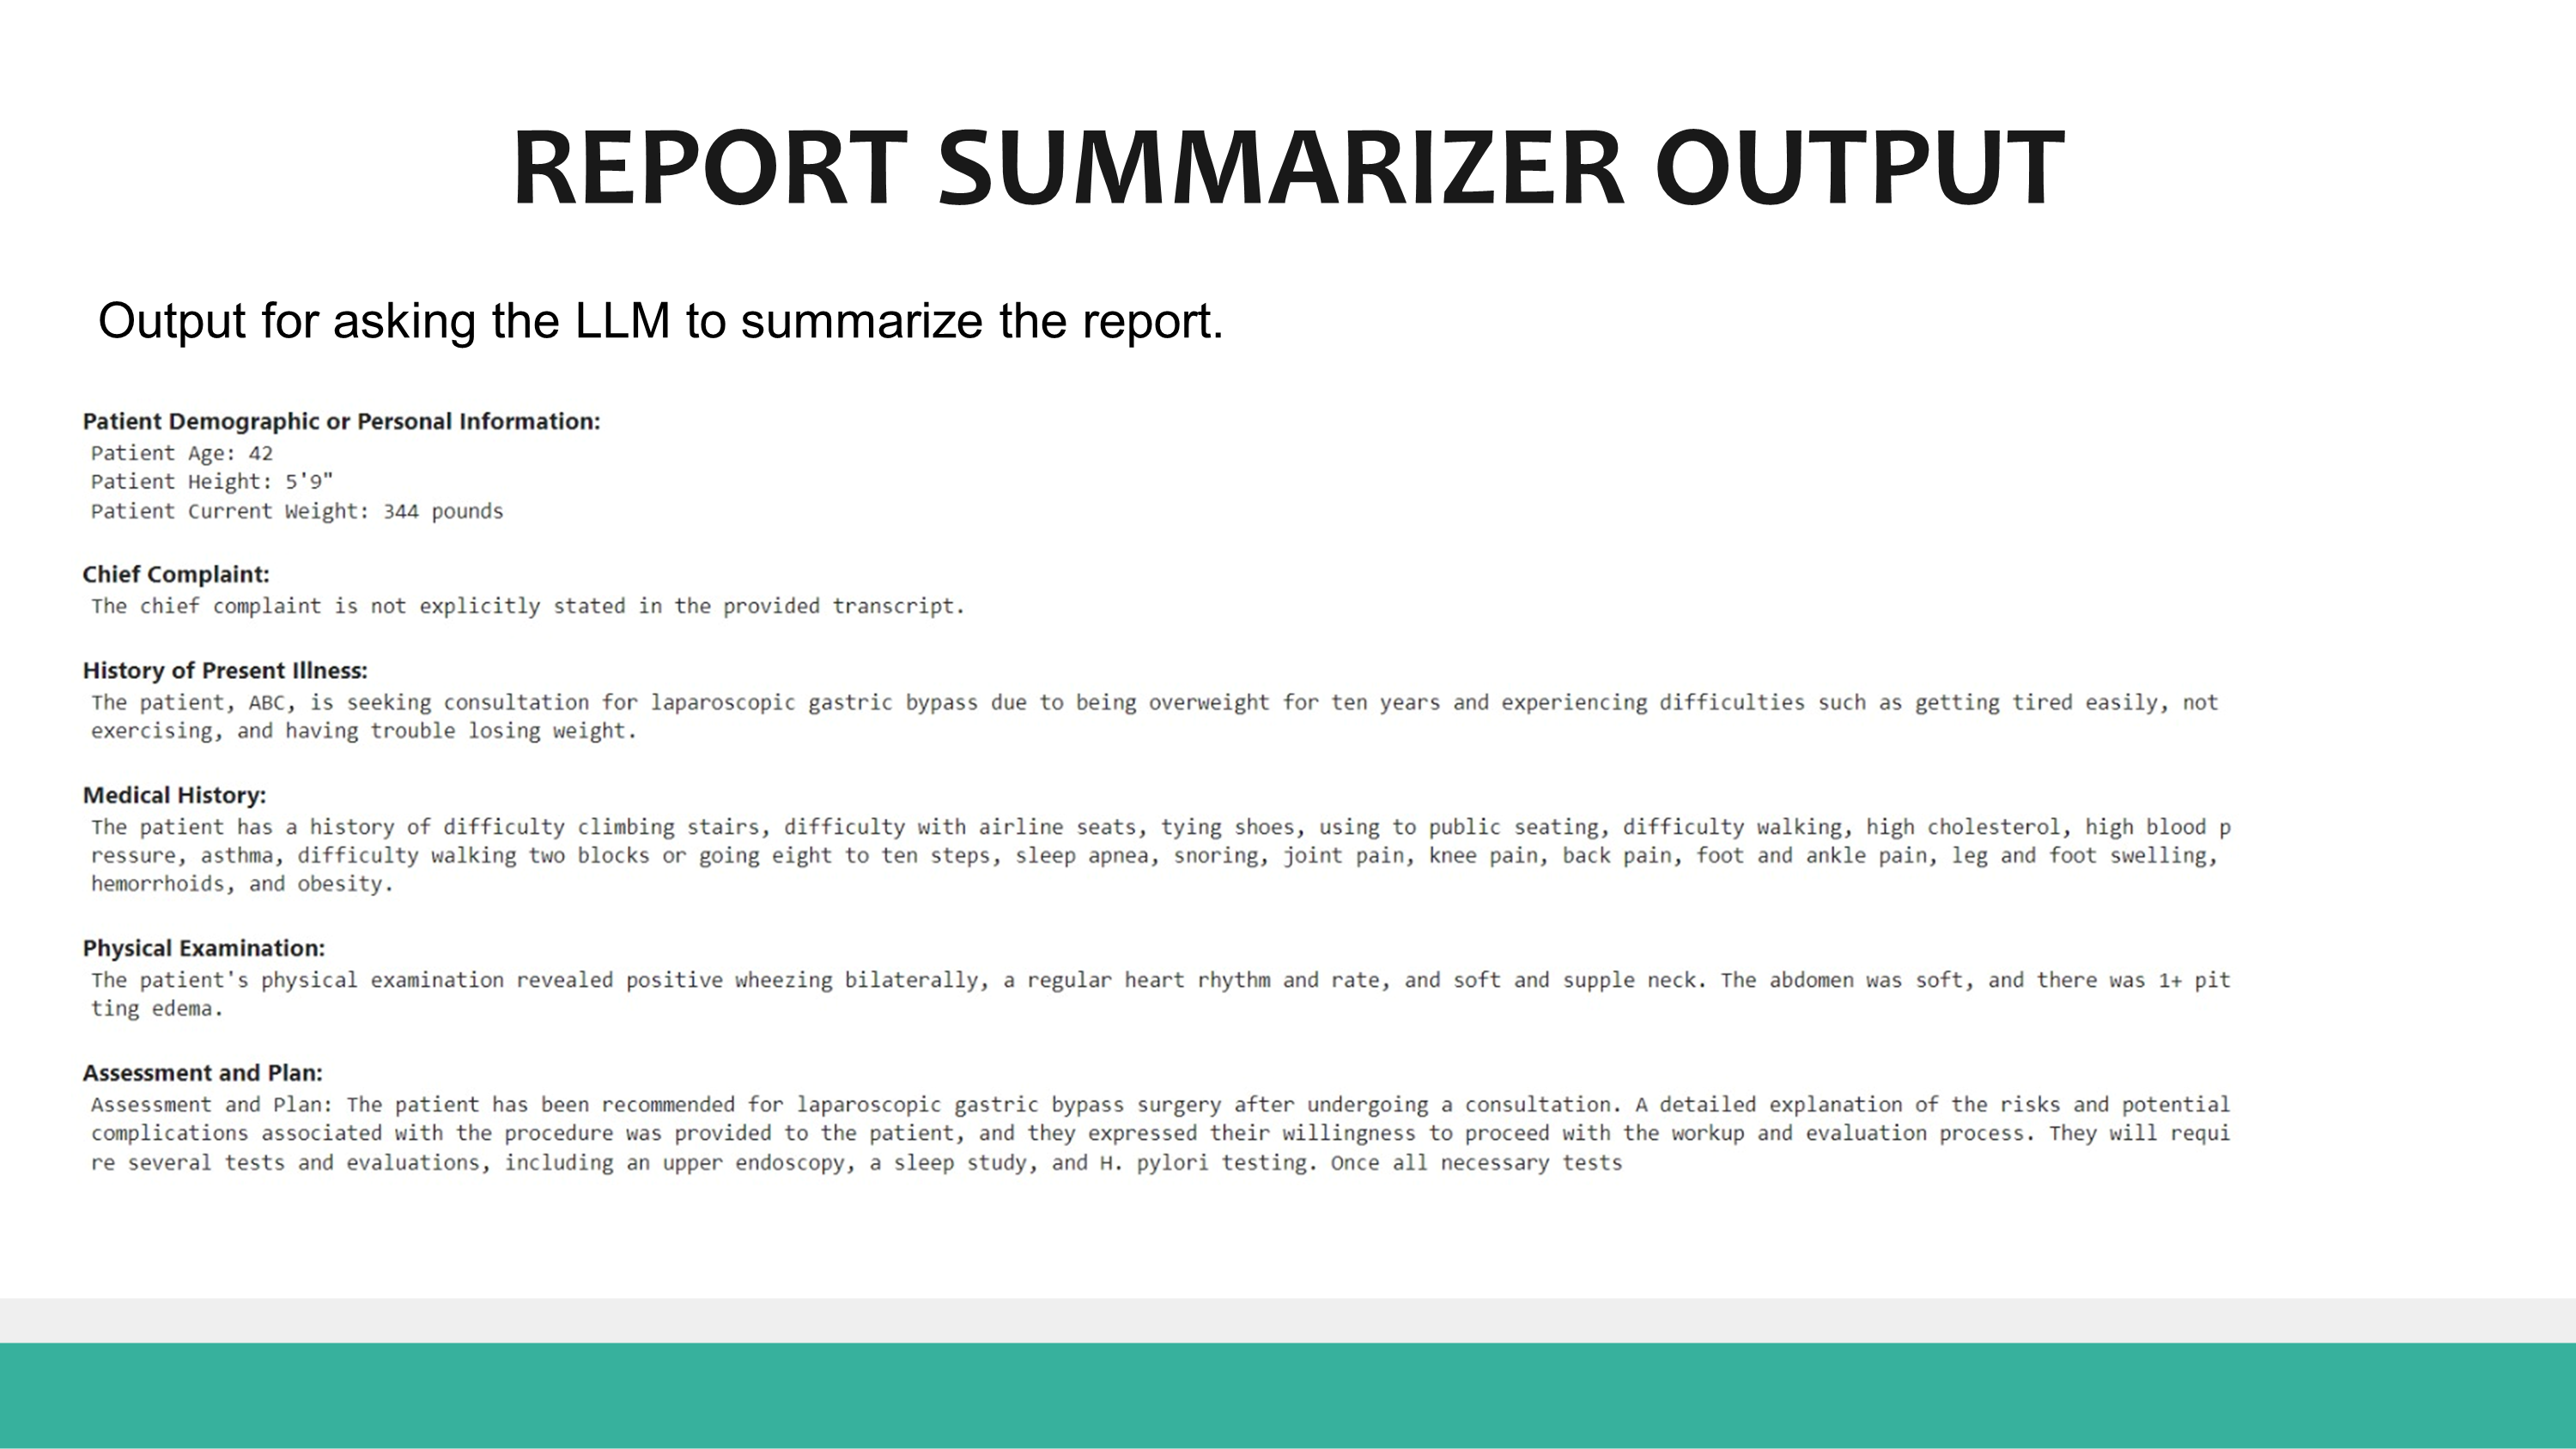 REPORT SUMMARIZER OUTPUT
Output for asking the LLM to summarize the report.
Patient Demographic or Personal Information:
Patient Age: 42
Patient Height: 5'9"
Patient Current Weight: 344 pounds
Chief Complaint:
The chief complaint is not explicitly stated in the provided transcript.
History of Present Illness:
The patient, ABC, is seeking consultation for laparoscopic gastric bypass due to being overweight for ten years and experiencing difficulties such as getting tired easily, not
exercising, and having trouble losing weight.
Medical History:
The patient has a history of difficulty climbing stairs, difficulty with airline seats, tying shoes, using to public seating, difficulty walking, high cholesterol, high blood p
ressure, asthma, difficulty walking two blocks or going eight to ten steps, sleep apnea, snoring, joint pain, knee pain, back pain, foot and ankle pain, leg and foot swelling,
hemorrhoids, and obesity.
Physical Examination:
The patient's physical examination revealed positive wheezing bilaterally, a regular heart rhythm and rate, and soft and supple neck. The abdomen was soft, and there was 1+ pit
ting edema.
Assessment and Plan:
Assessment and Plan: The patient has been recommended for laparoscopic gastric bypass surgery after undergoing a consultation. A detailed explanation of the risks and potential
complications associated with the procedure was provided to the patient, and they expressed their willingness to proceed with the workup and evaluation process. They will requi
re several tests and evaluations, including an upper endoscopy, a sleep study, and H. pylori testing. Once all necessary tests